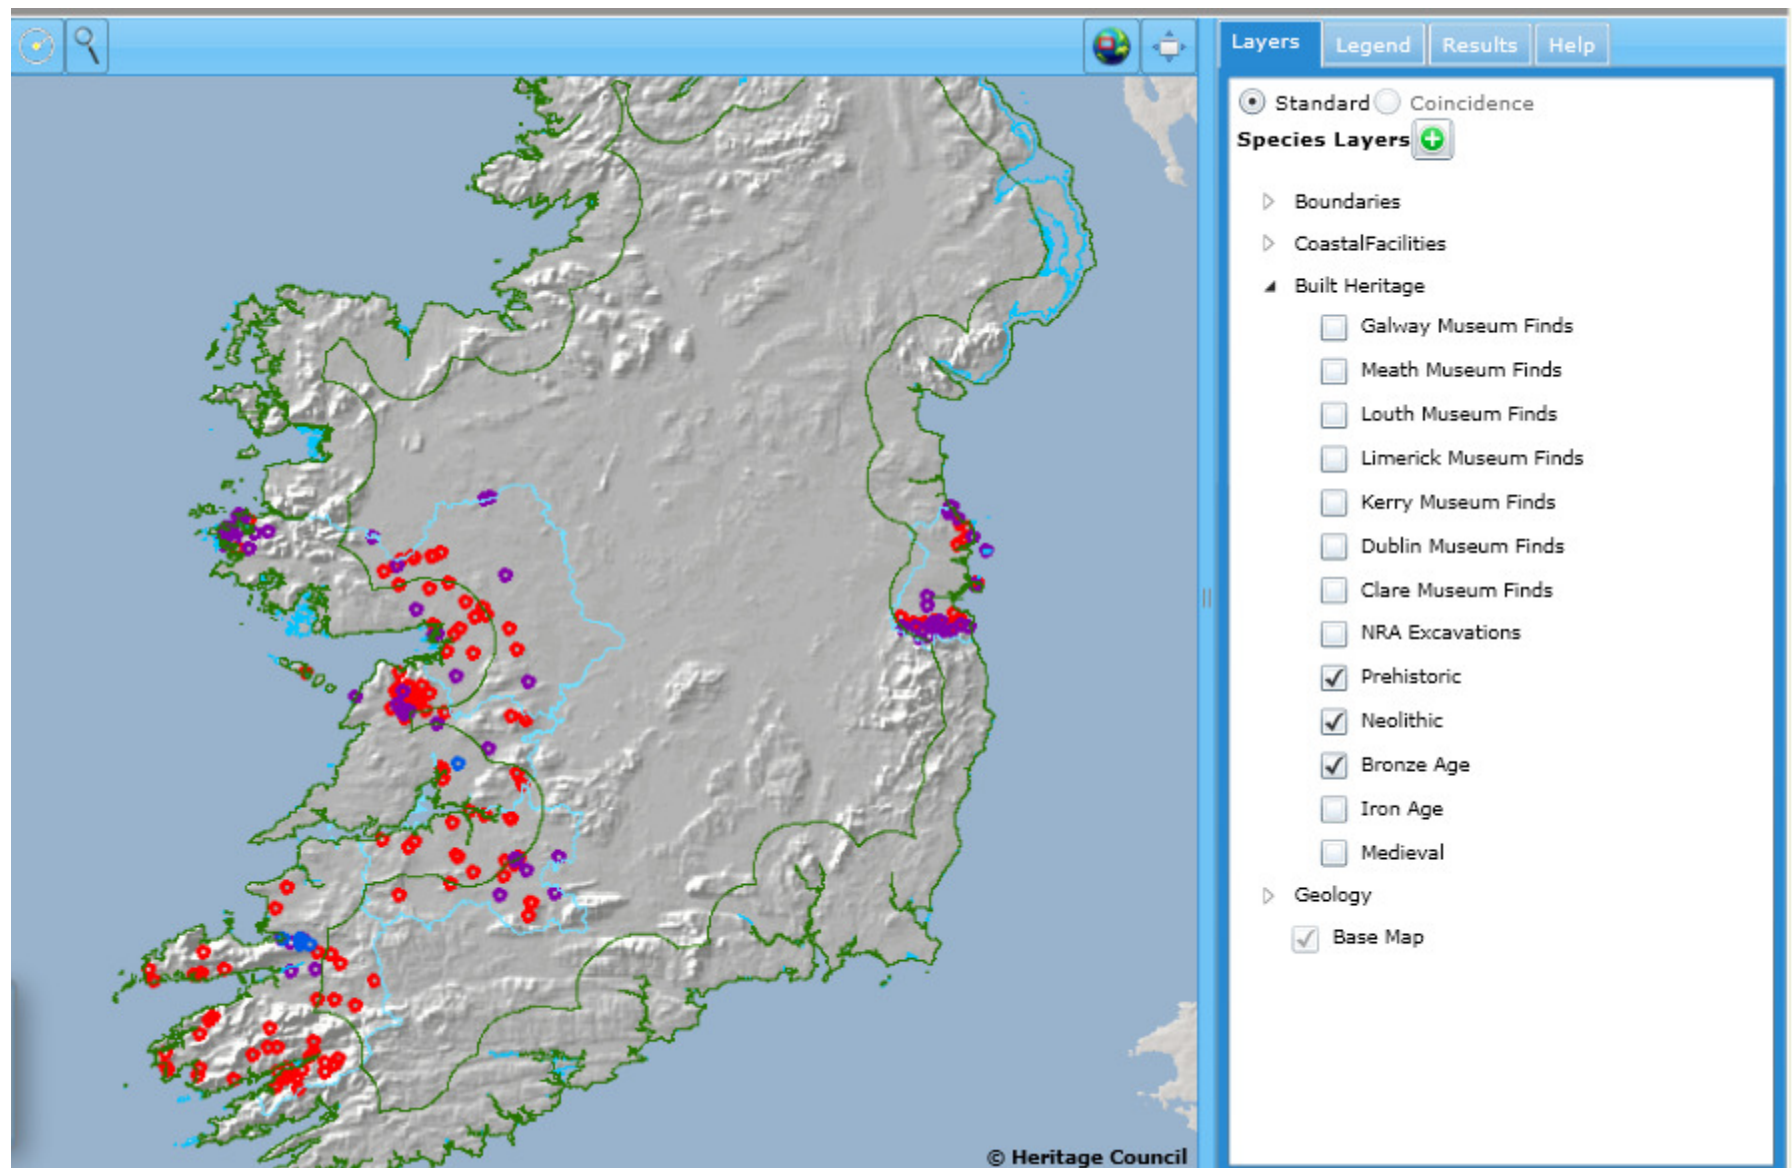 Layers Legend Results Help
Standard Coincidence
Species Layers
Boundaries
CoastalFacilities
Built Heritage
Galway Museum Finds
Meath Museum Finds
Louth Museum Finds
Limerick Museum Finds
Kerry Museum Finds
Dublin Museum Finds
Clare Museum Finds
NRA Excavations
Prehistoric
Neolithic
Bronze Age
Iron Age
Medieval
Geology
Base Map
© Heritage Council